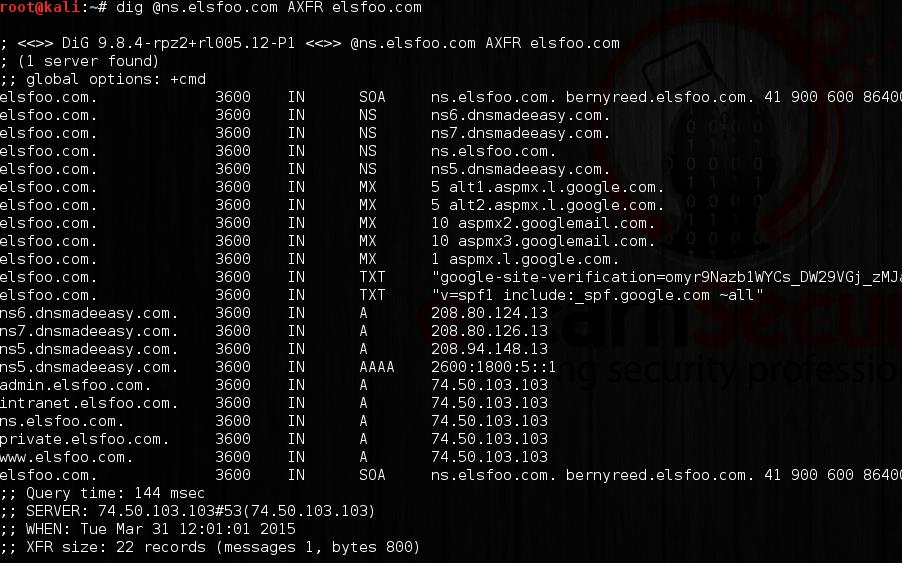 root@kali:~# dig @ns.elsfoo.com AXFR elsfoo.com
; <<>> DiG 9.8.4-rpz2+rl005.12-P1 <<>> @ns.elsfoo.com AXFR elsfoo.com
; (1 server found)
;; global options: +cmd
elsfoo.com. 3600 IN SOA ns.elsfoo.com. bernyreed.elsfoo.com. 41 900 600 86400
elsfoo.com. 3600 IN NS ns6.dnsmadeeasy.com.
elsfoo.com. 3600 IN NS ns7.dnsmadeeasy.com.
elsfoo.com. 3600 IN NS ns.elsfoo.com.
elsfoo.com. 3600 IN NS ns5.dnsmadeeasy.com.
elsfoo.com. 3600 IN MX 5 alt1.aspmx.l.google.com.
elsfoo.com. 3600 IN MX 5 alt2.aspmx.l.google.com.
elsfoo.com. 3600 IN MX 10 aspmx2.googlemail.com.
elsfoo.com. 3600 IN MX 10 aspmx3.googlemail.com.
elsfoo.com. 3600 IN MX 1 aspmx.l.google.com.
elsfoo.com. 3600 IN TXT "google-site-verification=omyr9Nazb1WYCs_DW29VGj_zMJa
elsfoo.com. 3600 IN TXT "v=spf1 include:_spf.google.com ~all"
ns6.dnsmadeeasy.com. 3600 IN A 208.80.124.13
ns7.dnsmadeeasy.com. 3600 IN A 208.80.126.13
ns5.dnsmadeeasy.com. 3600 IN A 208.94.148.13
ns5.dnsmadeeasy.com. 3600 IN AAAA 2600:1800:5::1
admin.elsfoo.com. 3600 IN A 74.50.103.103
intranet.elsfoo.com. 3600 IN A 74.50.103.103
ns.elsfoo.com. 3600 IN A 74.50.103.103
private.elsfoo.com. 3600 IN A 74.50.103.103
www.elsfoo.com. 3600 IN A 74.50.103.103
elsfoo.com. 3600 IN SOA ns.elsfoo.com. bernyreed.elsfoo.com. 41 900 600 86400
;; Query time: 144 msec
;; SERVER: 74.50.103.103#53(74.50.103.103)
;; WHEN: Tue Mar 31 12:01:01 2015
;; XFR size: 22 records (messages 1, bytes 800)